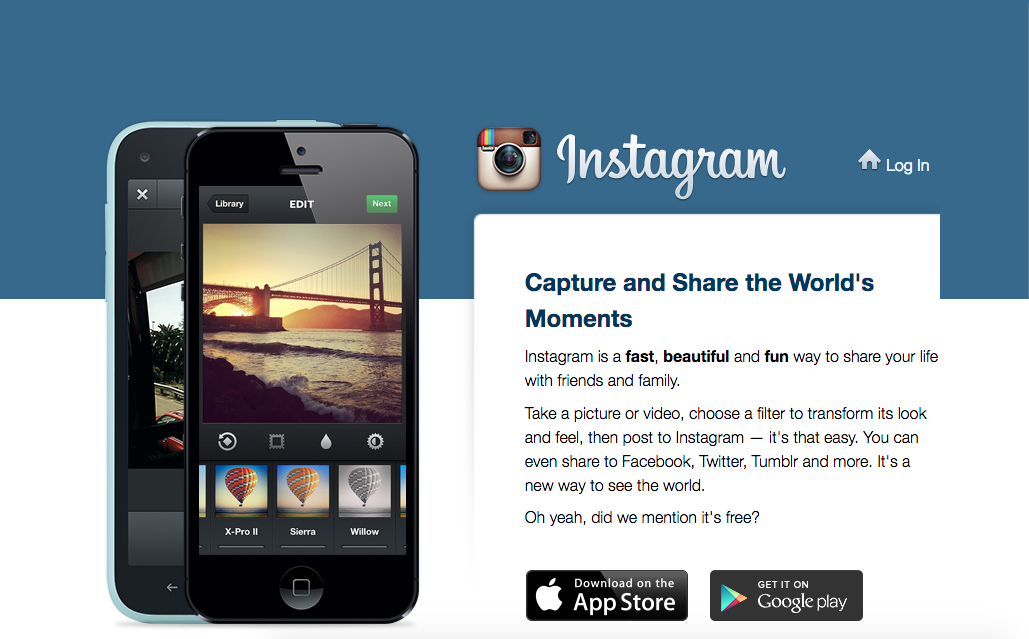 Instagram
Log In
Library
EDIT
Next
X-Pro II
Sierra
Willow
Capture and Share the World's
Moments
Instagram is a fast, beautiful and fun way to share your life
with friends and family.
Take a picture or video, choose a filter to transform its look
and feel, then post to Instagram — it's that easy. You can
even share to Facebook, Twitter, Tumblr and more. It's a
new way to see the world.
Oh yeah, did we mention it's free?
Download on the
App Store
GET IT ON
Google play